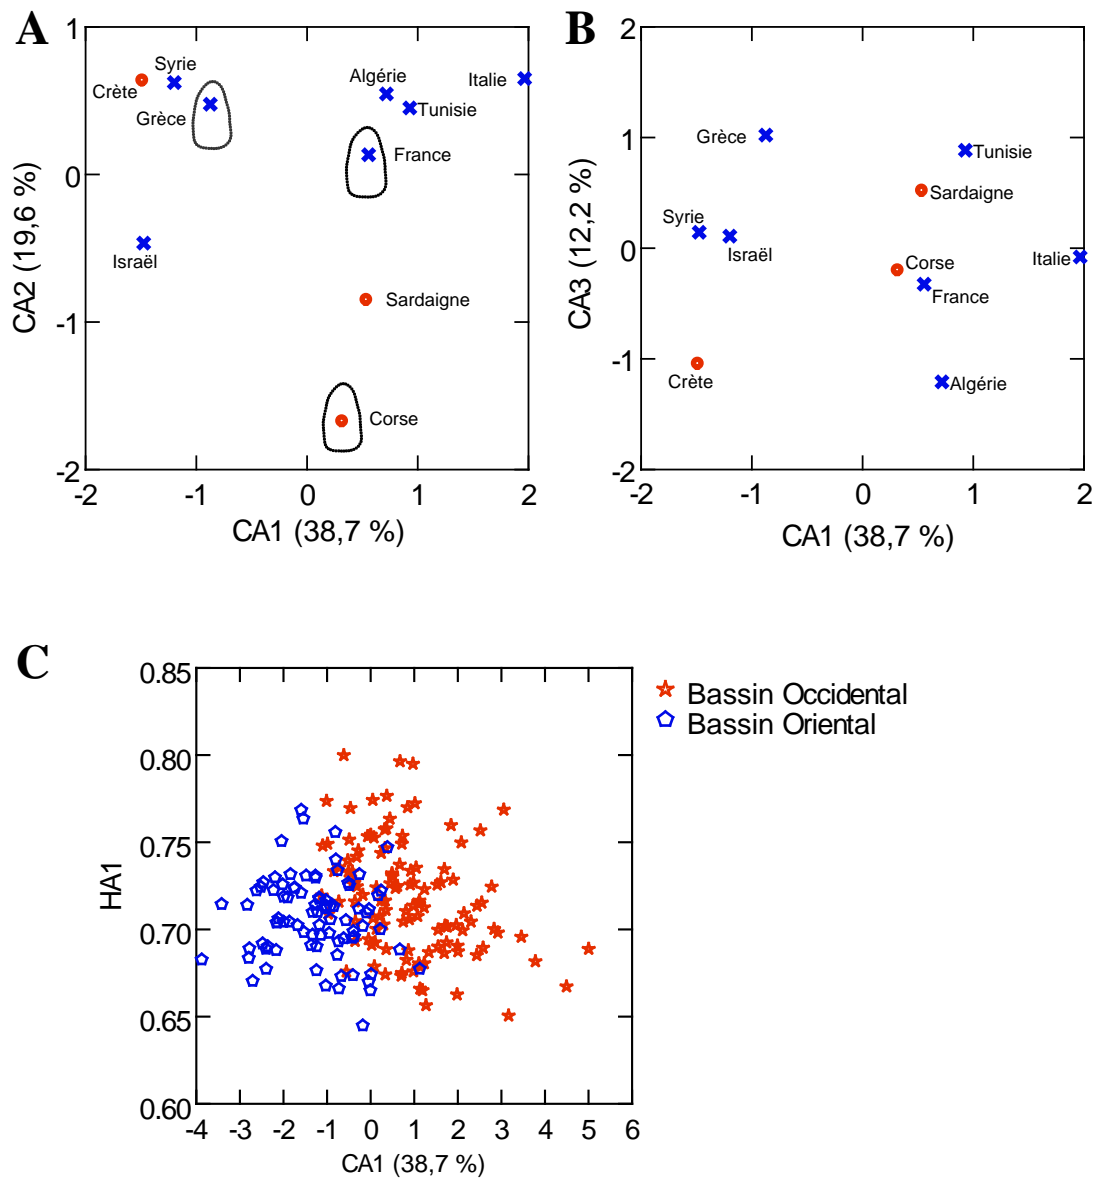 A
1
0
-1
-2
-2
-1
0
1
2
CA2 (19,6 %)
CA1 (38,7 %)
Syrie
Crète
Grèce
Algérie
Italie
Tunisie
France
Israël
Sardaigne
Corse
B
2
1
0
-1
-2
-2
-1
0
1
2
CA3 (12,2 %)
CA1 (38,7 %)
Grèce
Tunisie
Sardaigne
Syrie
Israël
Corse
Italie
France
Crète
Algérie
C
0.85
0.80
0.75
0.70
0.65
0.60
-4
-3
-2
-1
0
1
2
3
4
5
6
HA1
CA1 (38,7 %)
Bassin Occidental
Bassin Oriental